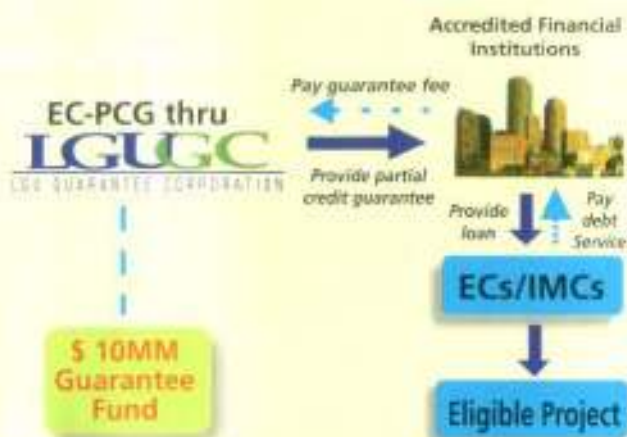 Accredited Financial
Institutions
Pay guarantee fee
EC-PCG thru
LGUGC
LGU GUARANTEE CORPORATION
Provide partial
credit guarantee
Provide
loan
Pay
debt
Service
ECs/IMCs
$ 10MM
Guarantee
Fund
Eligible Project